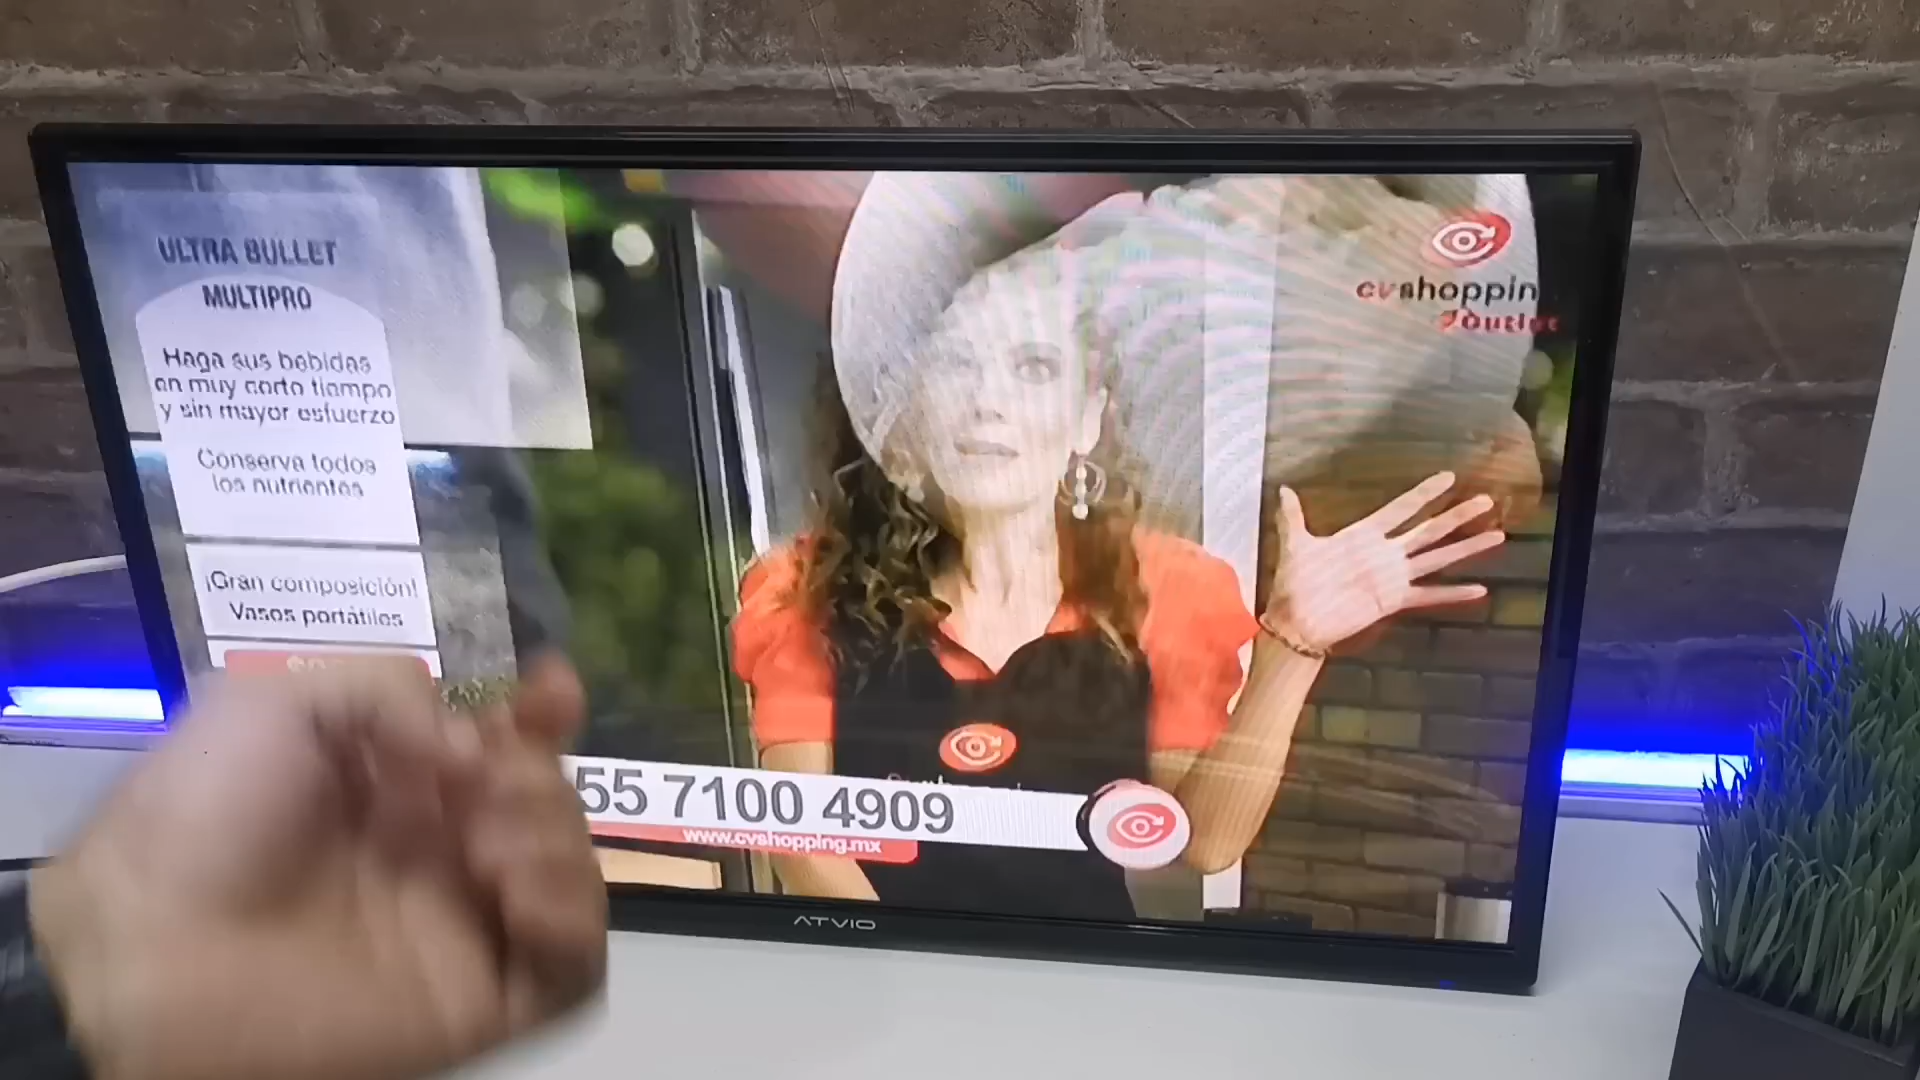 ULTRA BULLET
MULTIPRO
Haga sus bebidas
en muy corto tiempo
y sin mayor esfuerzo
Conserva todos
los nutrientes
¡Gran composición!
Vasos portátiles
cvshoppin
outlet
55 7100 4909
www.cvshopping.mx
ATVIO